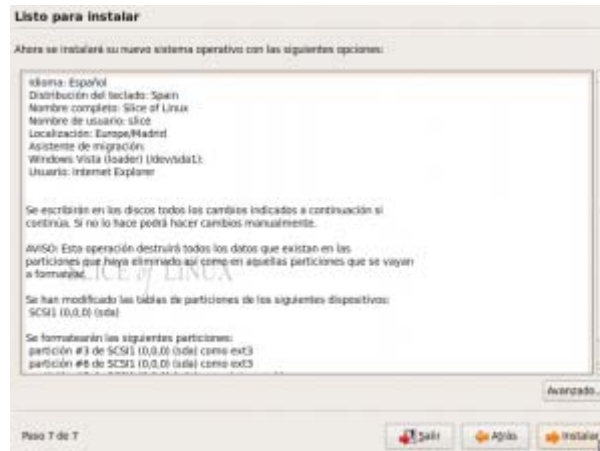 Listo para instalar
Ahora se instalará su nuevo sistema operativo con las siguientes opciones:
Idioma: Español
Distribución del teclado: Spain
Nombre completo: Slice of Linux
Nombre de usuario: slice
Localización: Europe/Madrid
Asistente de migración:
Windows Vista (loader) (/dev/sda1):
Usuario: Internet Explorer
Se escribirán en los discos todos los cambios indicados a continuación si
continúa. Si no lo hace podrá hacer cambios manualmente.
AVISO: Esta operación destruirá todos los datos que existan en las
particiones que haya eliminado así como en aquellas particiones que se vayan
a formatear.
SLICE of LINUX
Se han modificado las tablas de particiones de los siguientes dispositivos:
SCSI1 (0,0,0) (sda)
Se formatearán las siguientes particiones:
partición #3 de SCSI1 (0,0,0) (sda) como ext3
partición #6 de SCSI1 (0,0,0) (sda) como ext3
Avanzado...
Paso 7 de 7
Salir
Atrás
Instalar